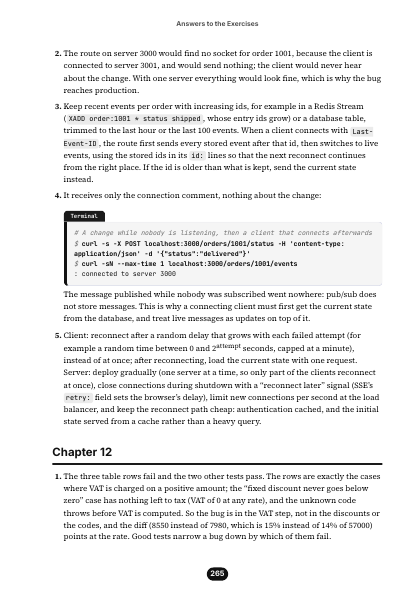 Answers to the Exercises
2. The route on server 3000 would find no socket for order 1001, because the client is
connected to server 3001, and would send nothing; the client would never hear
about the change. With one server everything would look fine, which is why the bug
reaches production.
3. Keep recent events per order with increasing ids, for example in a Redis Stream
( XADD order:1001 * status shipped , whose entry ids grow) or a database table,
trimmed to the last hour or the last 100 events. When a client connects with Last-
Event-ID , the route first sends every stored event after that id, then switches to live
events, using the stored ids in its id: lines so that the next reconnect continues
from the right place. If the id is older than what is kept, send the current state
instead.
4. It receives only the connection comment, nothing about the change:
Terminal
# A change while nobody is listening, then a client that connects afterwards
$ curl -s -X POST localhost:3000/orders/1001/status -H 'content-type:
application/json' -d '{"status":"delivered"}'
$ curl -sN --max-time 1 localhost:3000/orders/1001/events
: connected to server 3000
The message published while nobody was subscribed went nowhere: pub/sub does
not store messages. This is why a connecting client must first get the current state
from the database, and treat live messages as updates on top of it.
5. Client: reconnect after a random delay that grows with each failed attempt (for
example a random time between 0 and 2^attempt seconds, capped at a minute),
instead of at once; after reconnecting, load the current state with one request.
Server: deploy gradually (one server at a time, so only part of the clients reconnect
at once), close connections during shutdown with a “reconnect later” signal (SSE’s
retry: field sets the browser’s delay), limit new connections per second at the load
balancer, and keep the reconnect path cheap: authentication cached, and the initial
state served from a cache rather than a heavy query.
Chapter 12
1. The three table rows fail and the two other tests pass. The rows are exactly the cases
where VAT is charged on a positive amount; the “fixed discount never goes below
zero” case has nothing left to tax (VAT of 0 at any rate), and the unknown code
throws before VAT is computed. So the bug is in the VAT step, not in the discounts or
the codes, and the diff (8550 instead of 7980, which is 15% instead of 14% of 57000)
points at the rate. Good tests narrow a bug down by which of them fail.
265